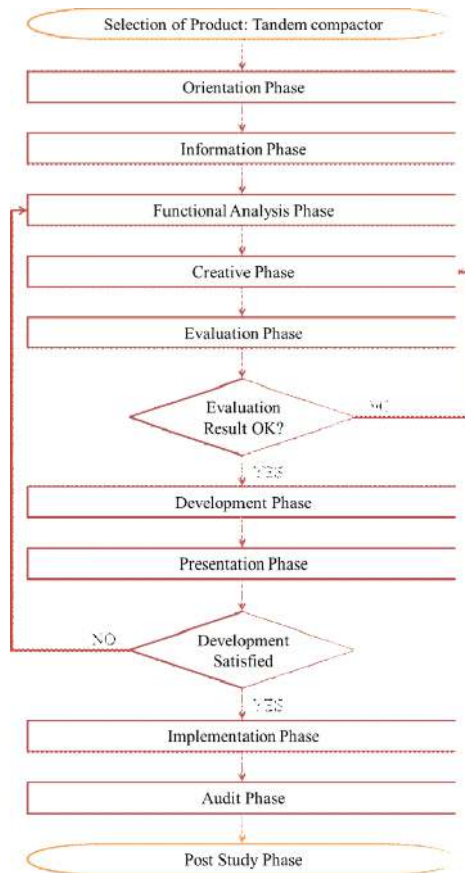 Selection of Product: Tandem compactor
Orientation Phase
Information Phase
Functional Analysis Phase
Creative Phase
Evaluation Phase
Evaluation
Result OK?
NO
YES
Development Phase
Presentation Phase
NO
Development
Satisfied
YES
Implementation Phase
Audit Phase
Post Study Phase